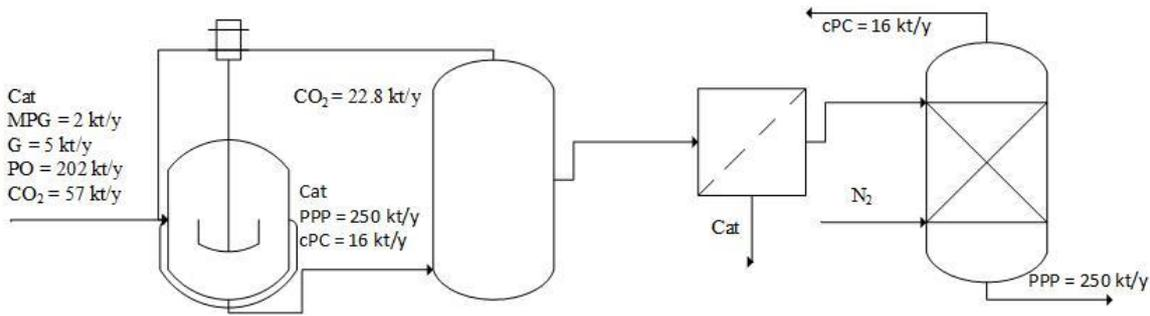 Cat
MPG = 2 kt/y
G = 5 kt/y
PO = 202 kt/y
CO₂ = 57 kt/y
CO₂ = 22.8 kt/y
Cat
PPP = 250 kt/y
cPC = 16 kt/y
Cat
cPC = 16 kt/y
N₂
PPP = 250 kt/y